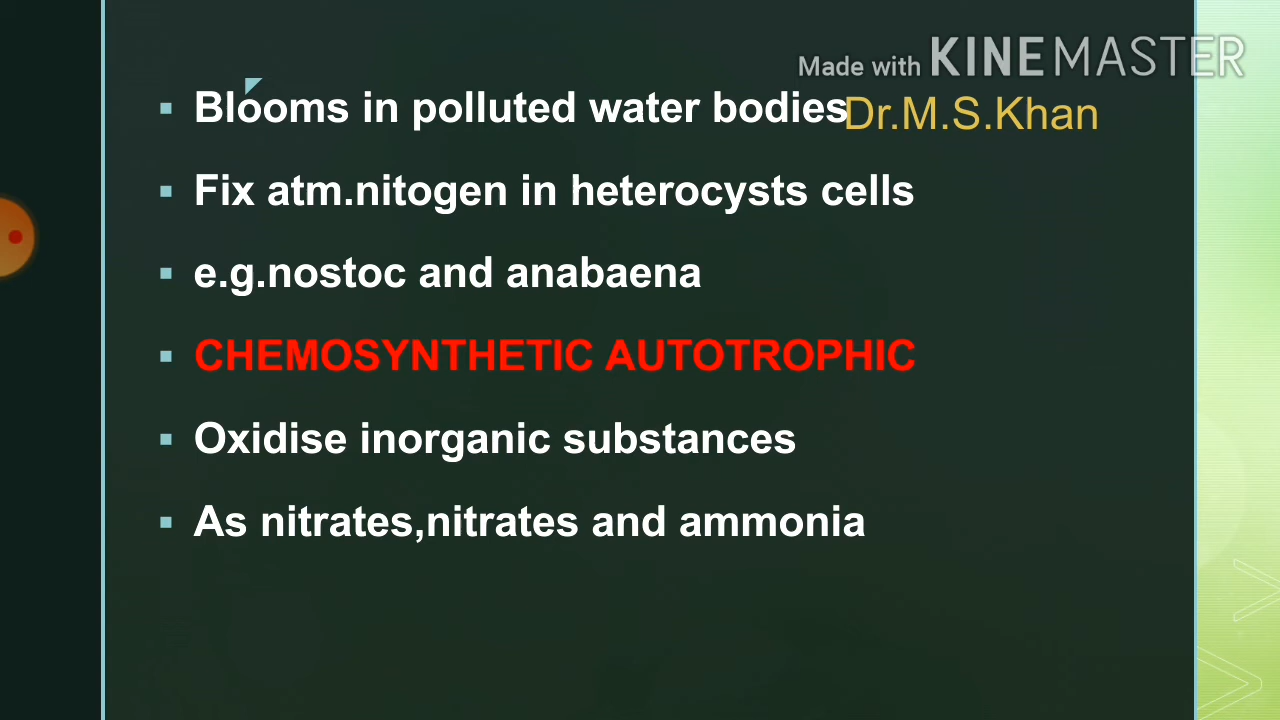 Made with KINEMASTER
Blooms in polluted water bodies
Dr.M.S.Khan
Fix atm.nitogen in heterocysts cells
e.g.nostoc and anabaena
CHEMOSYNTHETIC AUTOTROPHIC
Oxidise inorganic substances
As nitrates,nitrates and ammonia